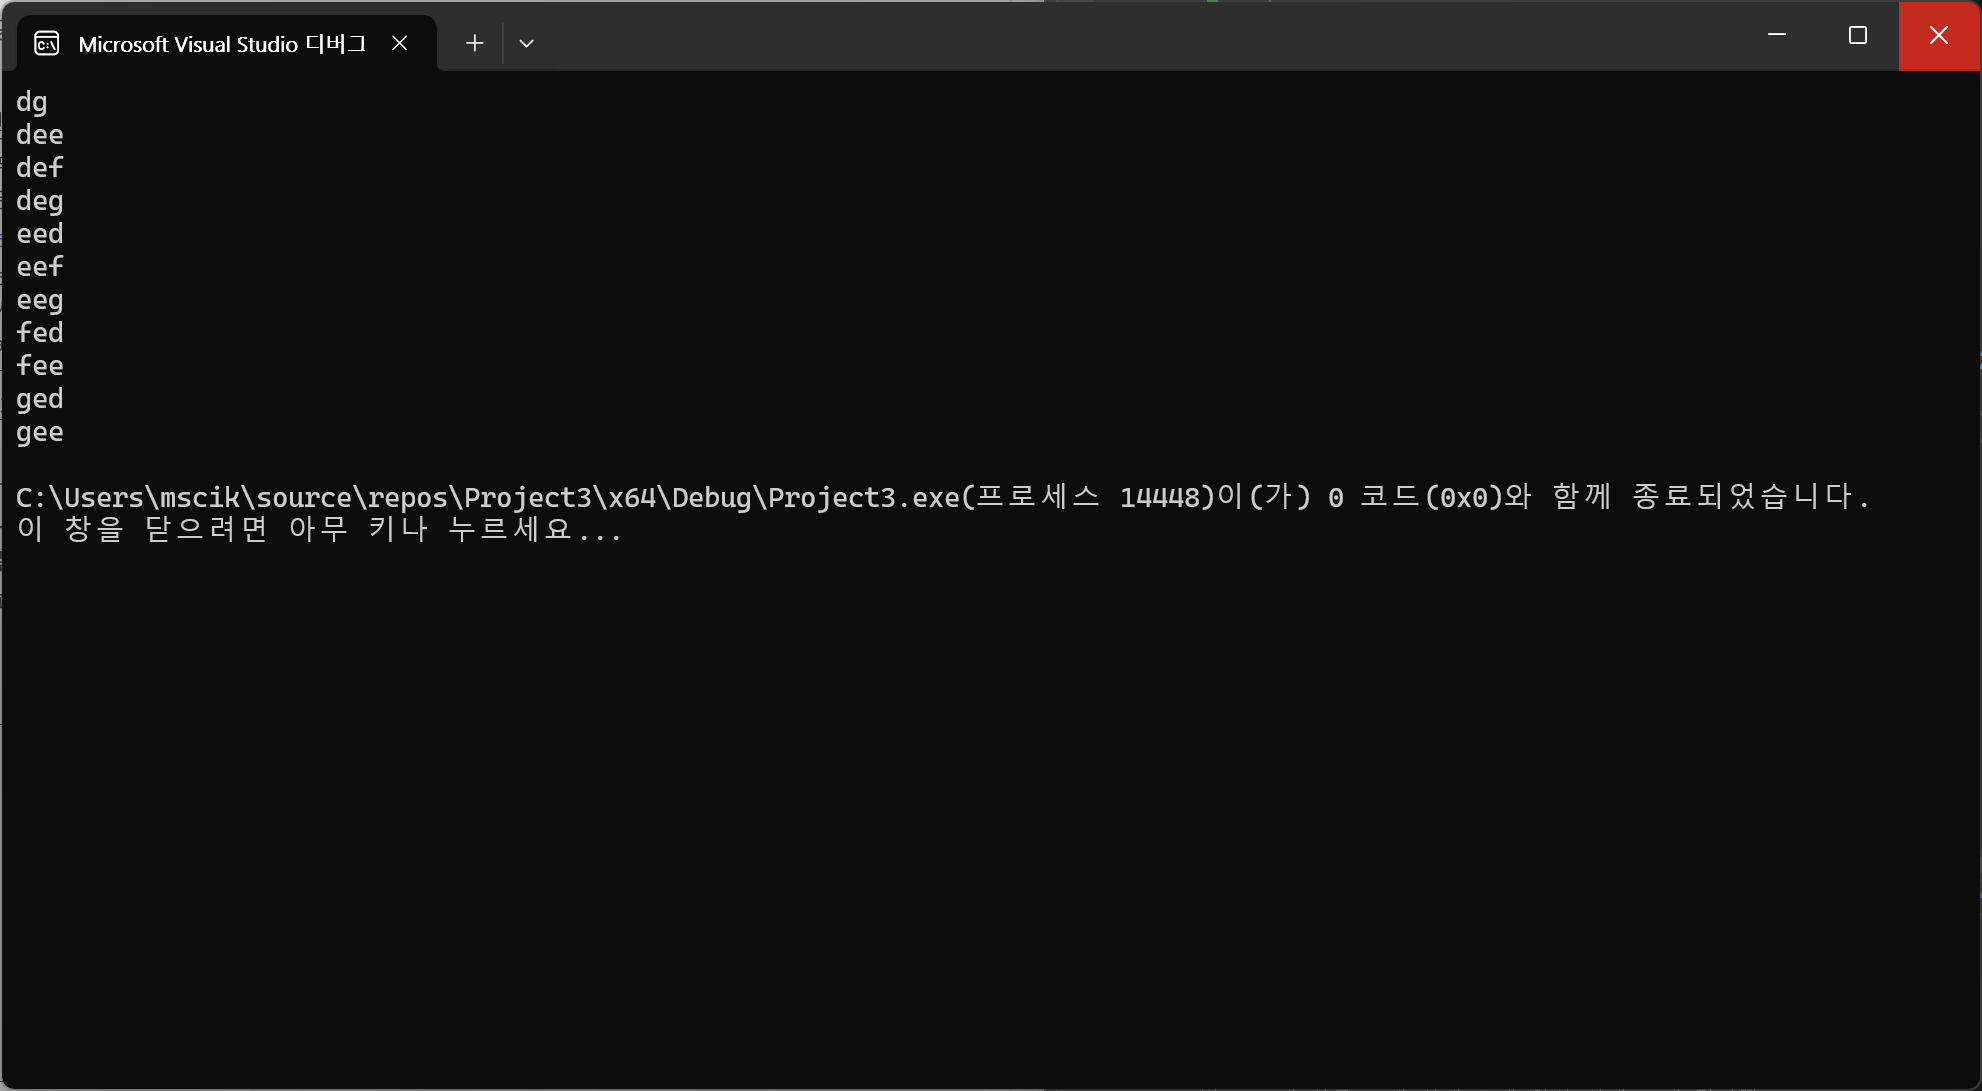 Microsoft Visual Studio 디버그
dg
dee
def
deg
eed
eef
eeg
fed
fee
ged
gee
C:\Users\mscik\source\repos\Project3\x64\Debug\Project3.exe(프로세스 14448)이(가) 0 코드(0x0)와 함께 종료되었습니다.
이 창을 닫으려면 아무 키나 누르세요...